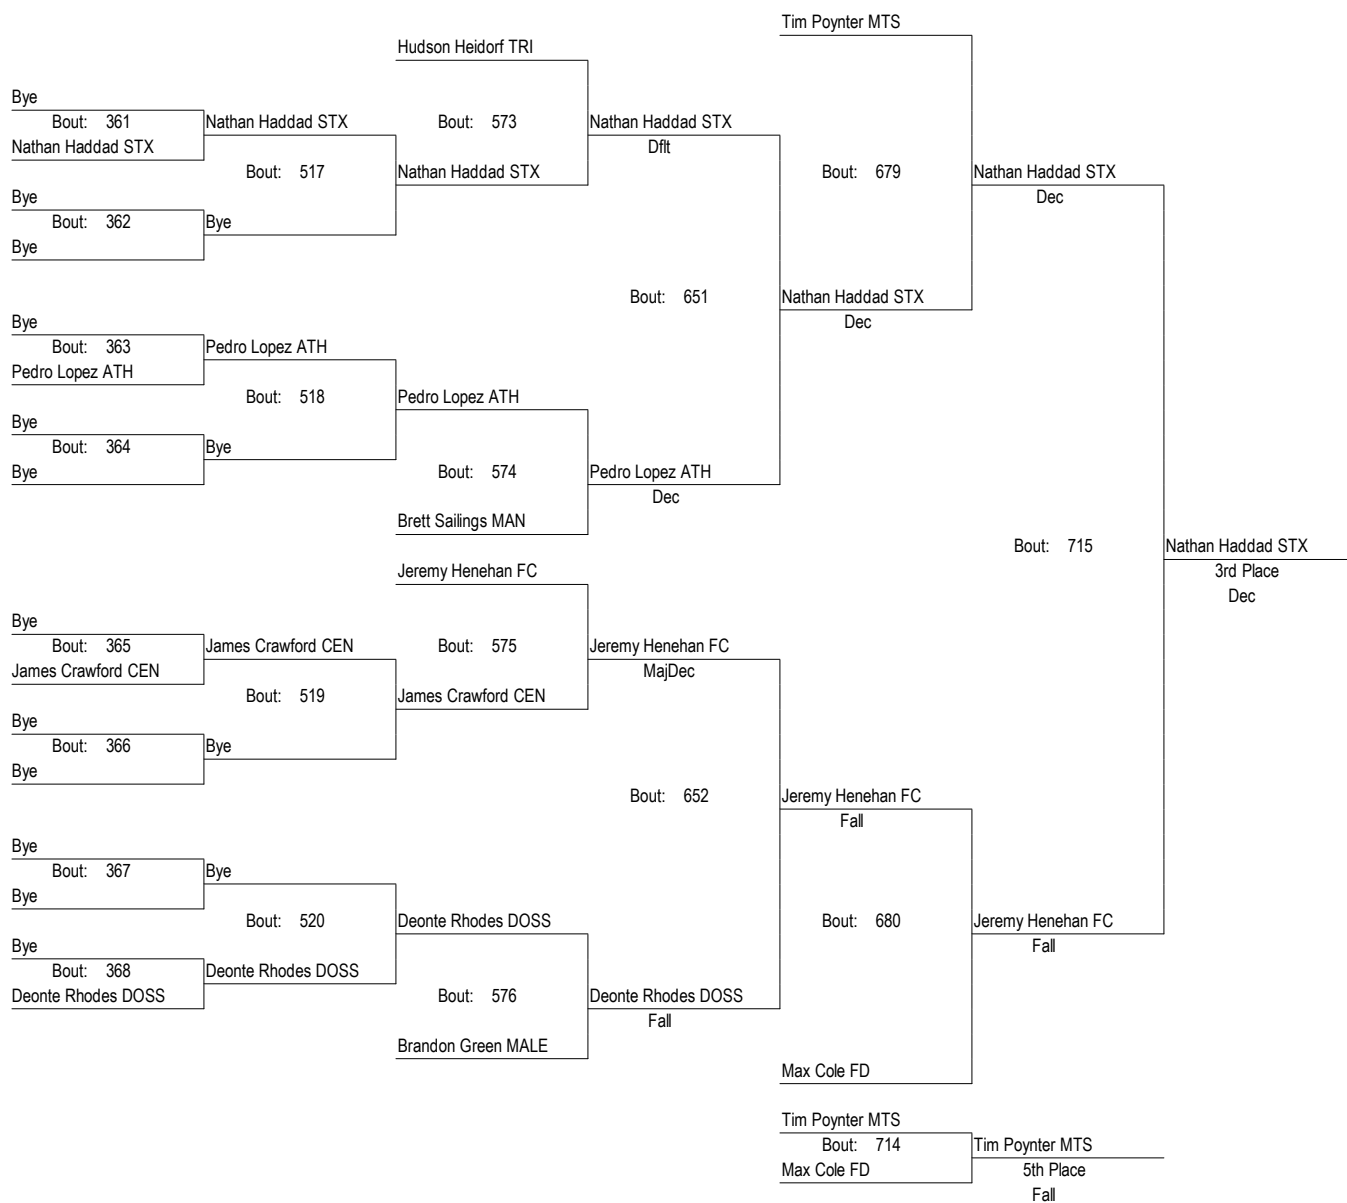 Tim Poynter MTS
Hudson Heidorf TRI
Bye
Bout: 361
Nathan Haddad STX
Bout: 573
Nathan Haddad STX
Nathan Haddad STX
Dflt
Bout: 517
Nathan Haddad STX
Bout: 679
Nathan Haddad STX
Dec
Bye
Bout: 362
Bye
Bye
Bout: 651
Nathan Haddad STX
Dec
Bye
Bout: 363
Pedro Lopez ATH
Pedro Lopez ATH
Bout: 518
Pedro Lopez ATH
Bye
Bout: 364
Bye
Bye
Bout: 574
Pedro Lopez ATH
Dec
Brett Sailings MAN
Bout: 715
Nathan Haddad STX
3rd Place
Dec
Jeremy Henehan FC
Bye
Bout: 365
James Crawford CEN
Bout: 575
Jeremy Henehan FC
MajDec
James Crawford CEN
Bout: 519
James Crawford CEN
Bye
Bout: 366
Bye
Bye
Bout: 652
Jeremy Henehan FC
Fall
Bye
Bout: 367
Bye
Bye
Bout: 520
Deonte Rhodes DOSS
Bout: 680
Jeremy Henehan FC
Fall
Bye
Bout: 368
Deonte Rhodes DOSS
Deonte Rhodes DOSS
Bout: 576
Deonte Rhodes DOSS
Fall
Brandon Green MALE
Max Cole FD
Tim Poynter MTS
Bout: 714
Tim Poynter MTS
Max Cole FD
5th Place
Fall